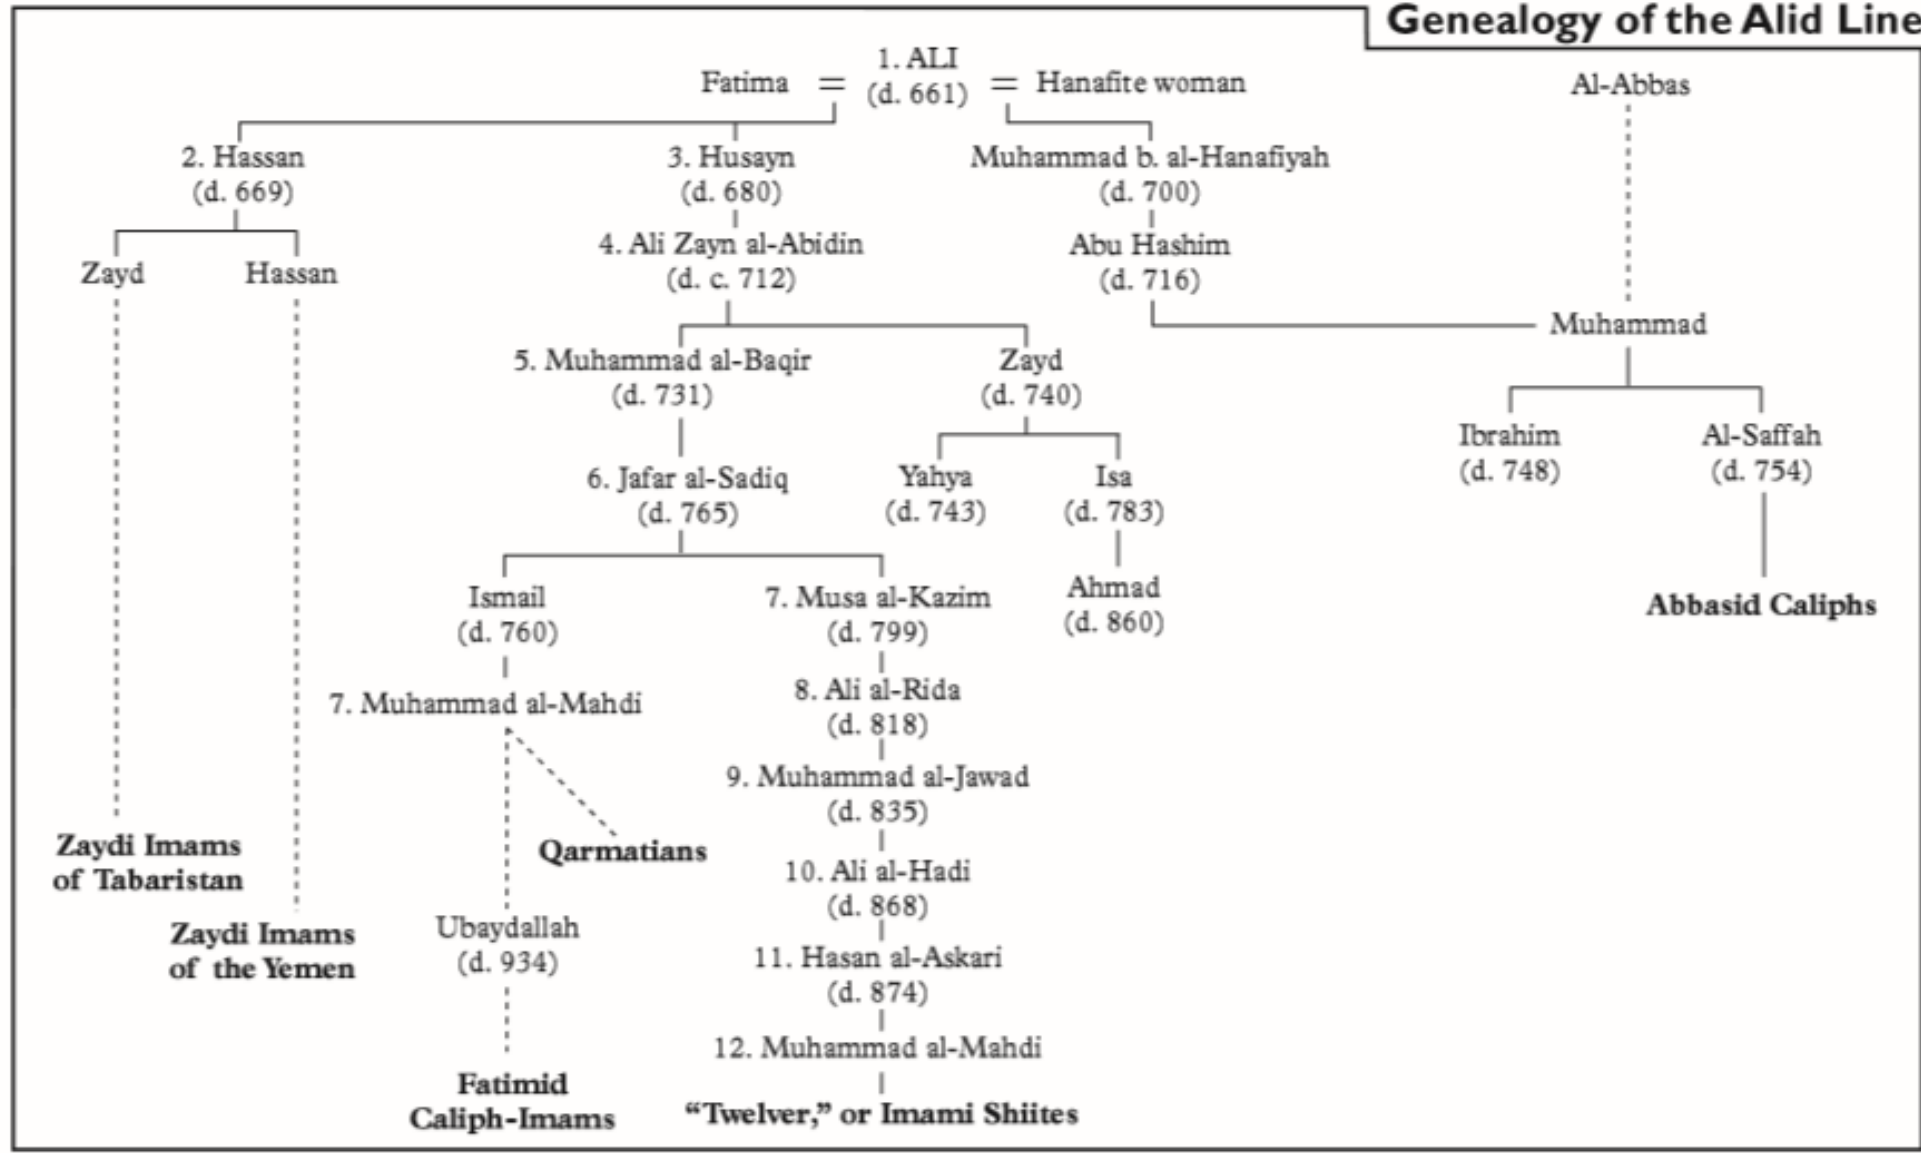 Genealogy of the Alid Line
Fatima = 1. ALI = Hanafite woman
(d. 661)
Al-Abbas
2. Hassan
(d. 669)
3. Husayn
(d. 680)
Muhammad b. al-Hanafiyah
(d. 700)
Zayd
Hassan
4. Ali Zayn al-Abidin
(d. c. 712)
Abu Hashim
(d. 716)
Muhammad
5. Muhammad al-Baqir
(d. 731)
Zayd
(d. 740)
Ibrahim
(d. 748)
Al-Saffah
(d. 754)
6. Jafar al-Sadiq
(d. 765)
Yahya
(d. 743)
Isa
(d. 783)
Ismail
(d. 760)
7. Musa al-Kazim
(d. 799)
Ahmad
(d. 860)
Abbasid Caliphs
7. Muhammad al-Mahdi
8. Ali al-Rida
(d. 818)
9. Muhammad al-Jawad
(d. 835)
Zaydi Imams
of Tabaristan
Qarmatians
10. Ali al-Hadi
(d. 868)
Zaydi Imams
of the Yemen
Ubaydallah
(d. 934)
11. Hasan al-Askari
(d. 874)
12. Muhammad al-Mahdi
Fatimid
Caliph-Imams
“Twelver,” or Imami Shiites